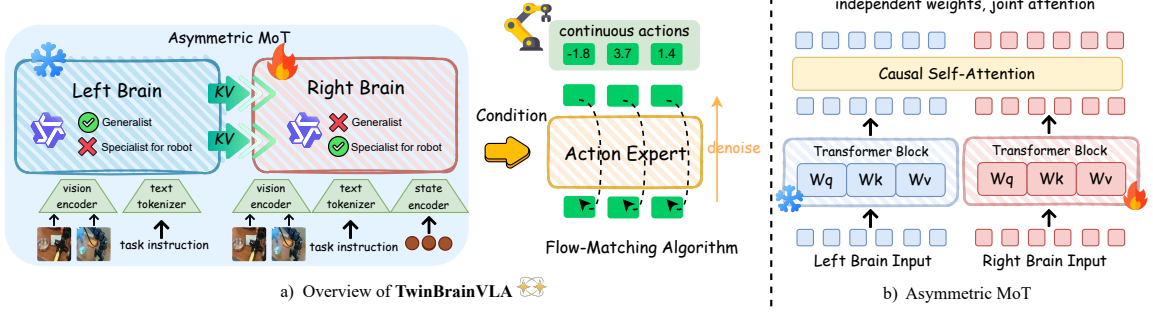 Asymmetric MoT
Left Brain
Generalist
Specialist for robot
KV
KV
Right Brain
Generalist
Specialist for robot
vision
encoder
text
tokenizer
vision
encoder
text
tokenizer
state
encoder
task instruction
task instruction
Condition
continuous actions
-1.8
3.7
1.4
Action Expert
denoise
Flow-Matching Algorithm
a) Overview of TwinBrainVLA
independent weights, joint attention
Causal Self-Attention
Transformer Block
Wq
Wk
Wv
Transformer Block
Wq
Wk
Wv
Left Brain Input
Right Brain Input
b) Asymmetric MoT